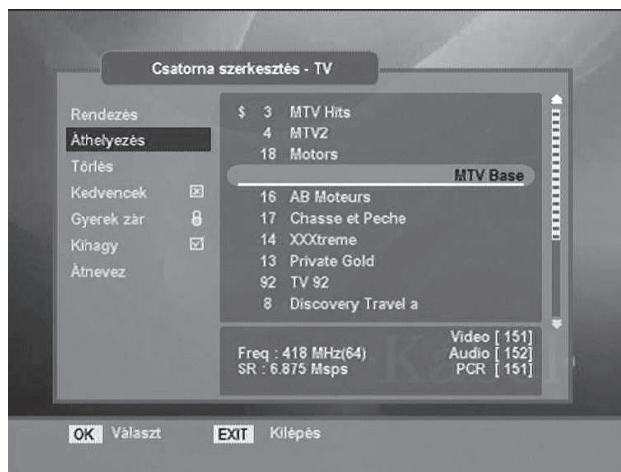 Csatorna szerkesztés - TV
Rendezés
Áthelyezés
Törlés
Kedvencek
Gyerek zár
Kihagy
Átnevez
$ 3 MTV Hits
4 MTV2
18 Motors
MTV Base
16 AB Moteurs
17 Chasse et Peche
14 XXXtreme
13 Private Gold
92 TV 92
8 Discovery Travel a
Freq : 418 MHz(64)
SR : 6.875 Msps
Video [ 151]
Audio [ 152]
PCR [ 151]
OK Választ
EXIT Kilépés